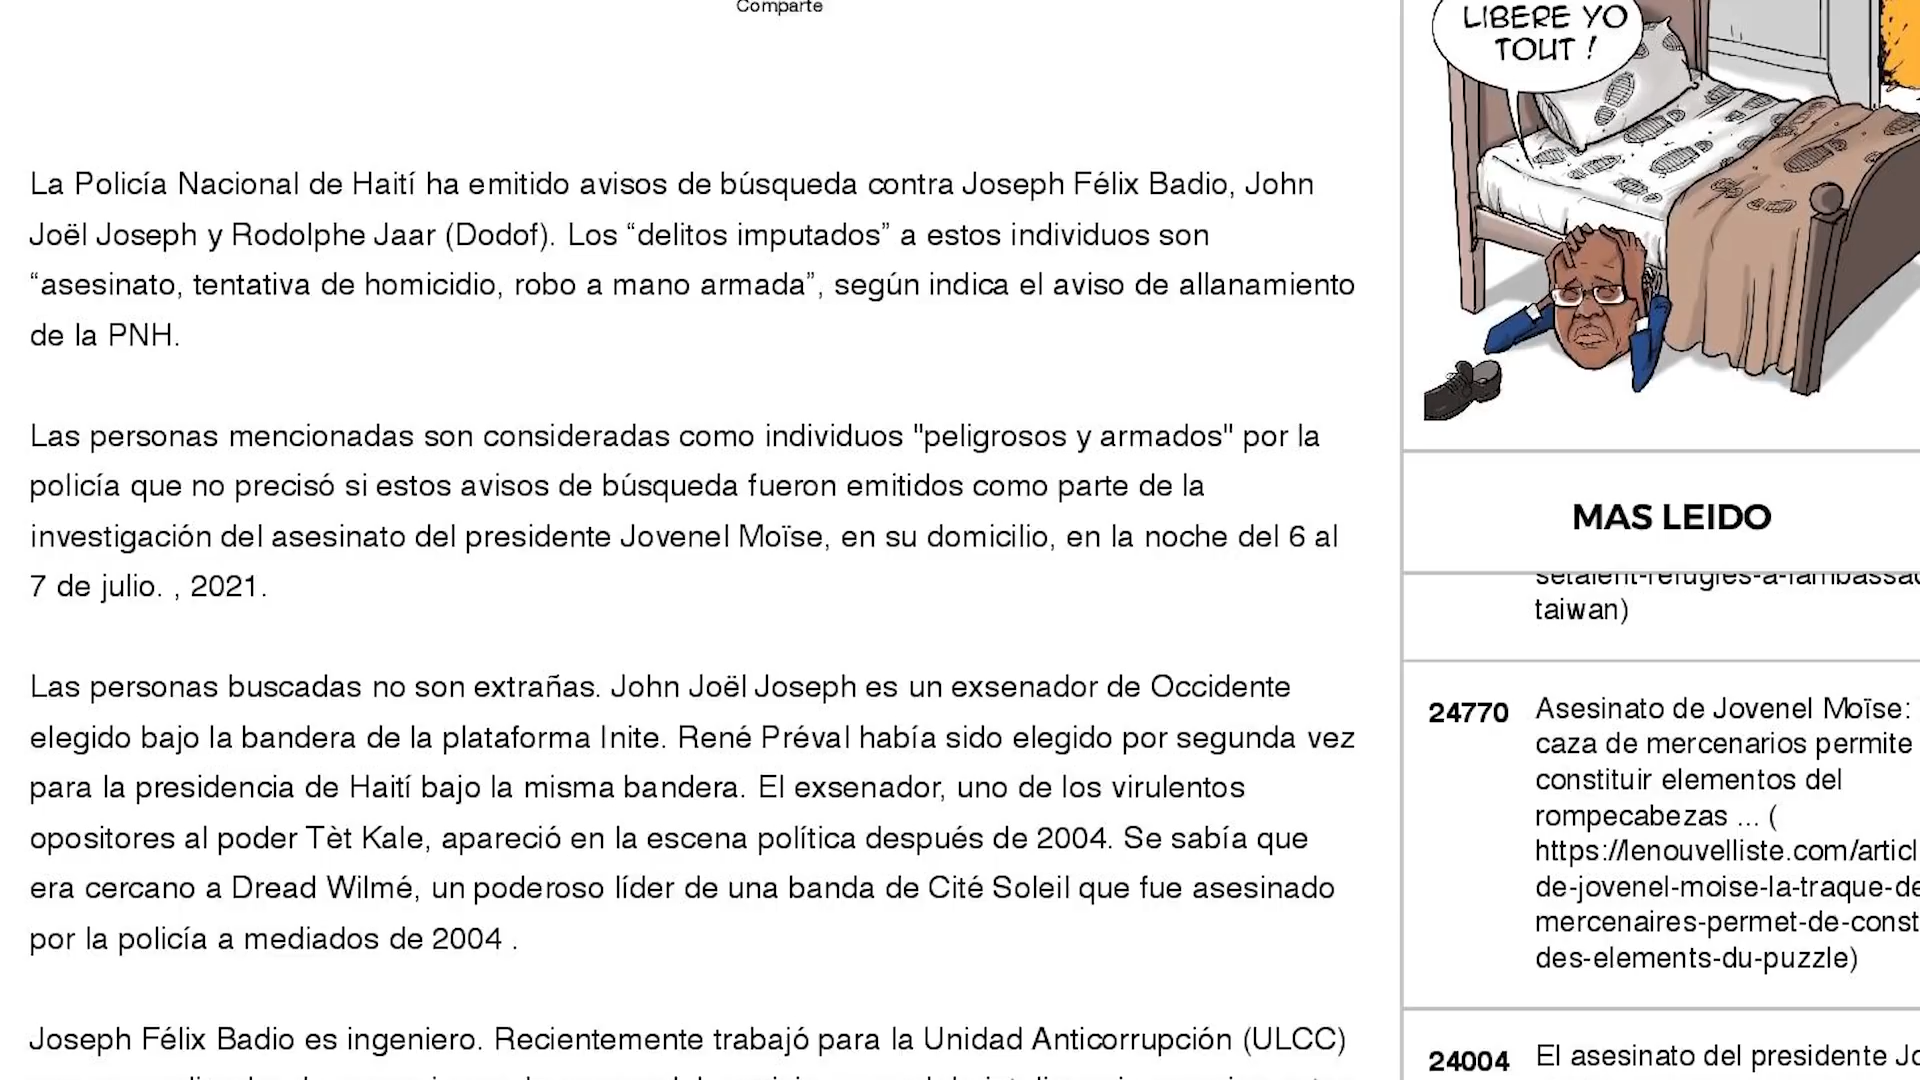 Comparte
La Policía Nacional de Haití ha emitido avisos de búsqueda contra Joseph Félix Badio, John
Joël Joseph y Rodolphe Jaar (Dodof). Los “delitos imputados” a estos individuos son
“asesinato, tentativa de homicidio, robo a mano armada”, según indica el aviso de allanamiento
de la PNH.
Las personas mencionadas son consideradas como individuos "peligrosos y armados" por la
policía que no precisó si estos avisos de búsqueda fueron emitidos como parte de la
investigación del asesinato del presidente Jovenel Moïse, en su domicilio, en la noche del 6 al
7 de julio. , 2021.
Las personas buscadas no son extrañas. John Joël Joseph es un exsenador de Occidente
elegido bajo la bandera de la plataforma Inite. René Préval había sido elegido por segunda vez
para la presidencia de Haití bajo la misma bandera. El exsenador, uno de los virulentos
opositores al poder Tèt Kale, apareció en la escena política después de 2004. Se sabía que
era cercano a Dread Wilmé, un poderoso líder de una banda de Cité Soleil que fue asesinado
por la policía a mediados de 2004 .
Joseph Félix Badio es ingeniero. Recientemente trabajó para la Unidad Anticorrupción (ULCC)
LIBERE YO
TOUT !
MAS LEIDO
taiwan)
24770 Asesinato de Jovenel Moïse:
caza de mercenarios permite
constituir elementos del
rompecabezas ... (
https://lenouvelliste.com/articl
de-jovenel-moise-la-traque-de
mercenaires-permet-de-const
des-elements-du-puzzle)
24004 El asesinato del presidente Jo